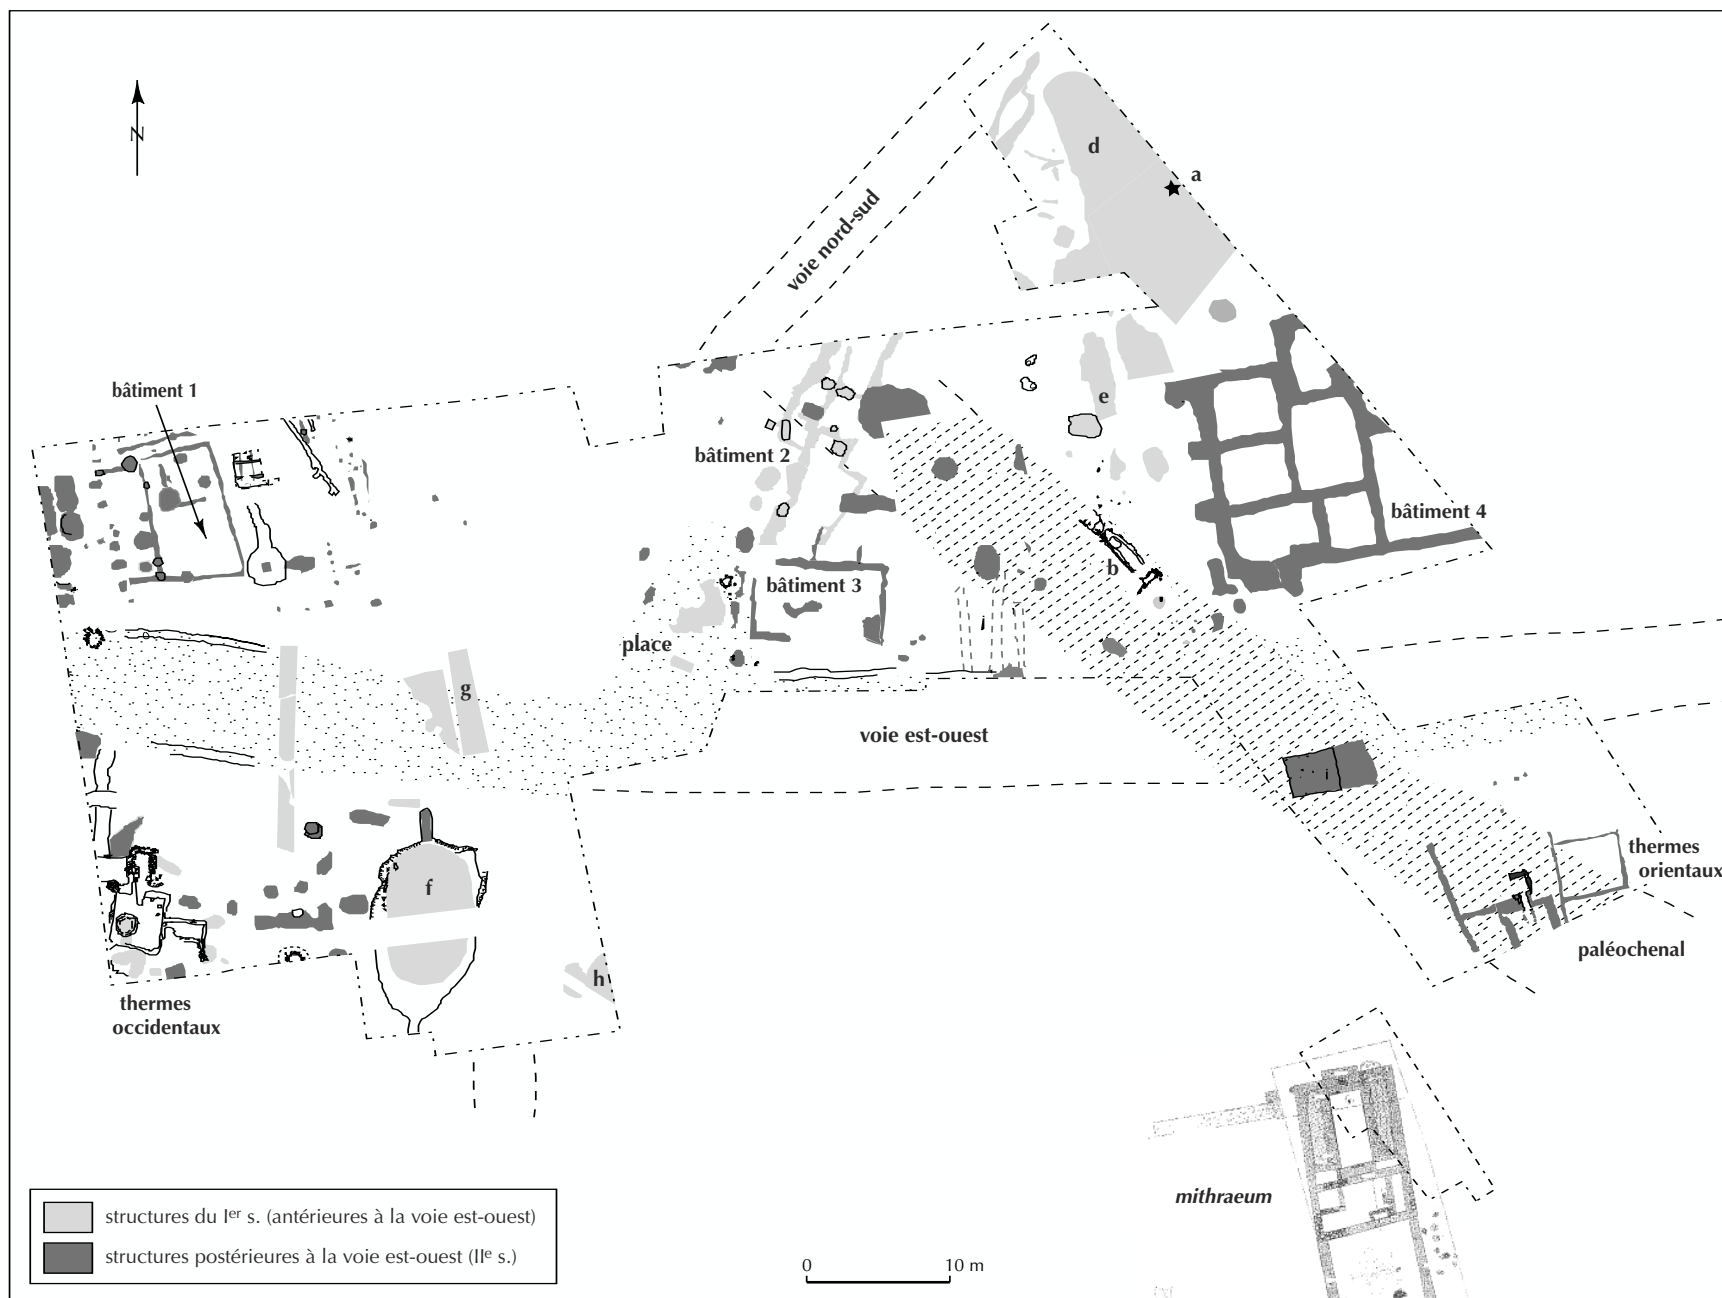 N
a
d
voie nord-sud
bâtiment 1
e
bâtiment 2
bâtiment 4
b
bâtiment 3
j
place
g
voie est-ouest
i
thermes
orientaux
f
paléochenal
h
thermes
occidentaux
mithraeum
structures du Ier s. (antérieures à la voie est-ouest)
structures postérieures à la voie est-ouest (IIe s.)
0 10 m